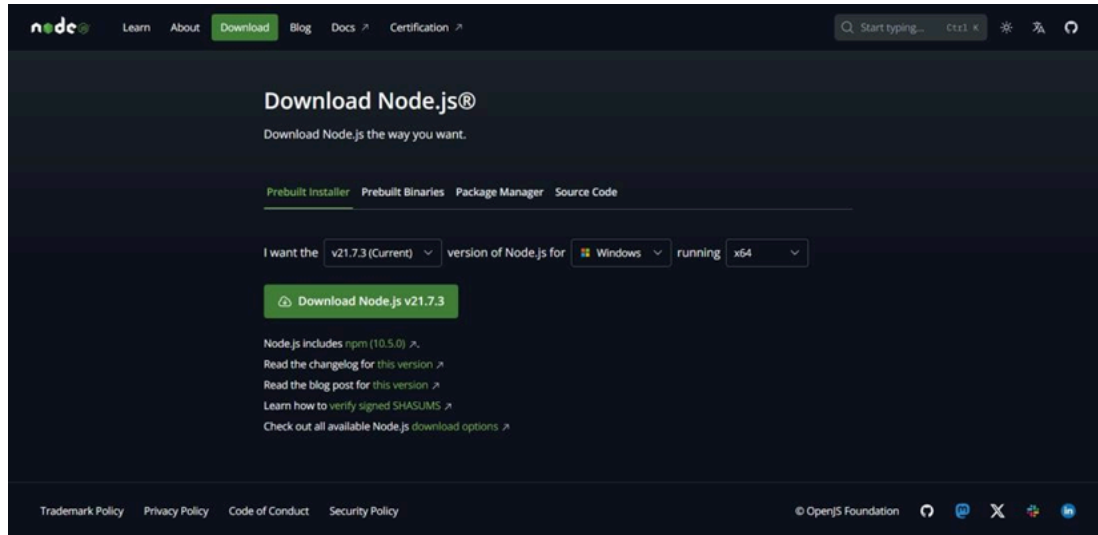 node Learn About Download Blog Docs ↗ Certification ↗ Start typing... Ctrl K
Download Node.js®
Download Node.js the way you want.
Prebuilt Installer Prebuilt Binaries Package Manager Source Code
I want the v21.7.3 (Current) version of Node.js for Windows running x64
Download Node.js v21.7.3
Node.js includes npm (10.5.0) ↗.
Read the changelog for this version ↗
Read the blog post for this version ↗
Learn how to verify signed SHASUMS ↗
Check out all available Node.js download options ↗
Trademark Policy Privacy Policy Code of Conduct Security Policy © OpenJS Foundation X in